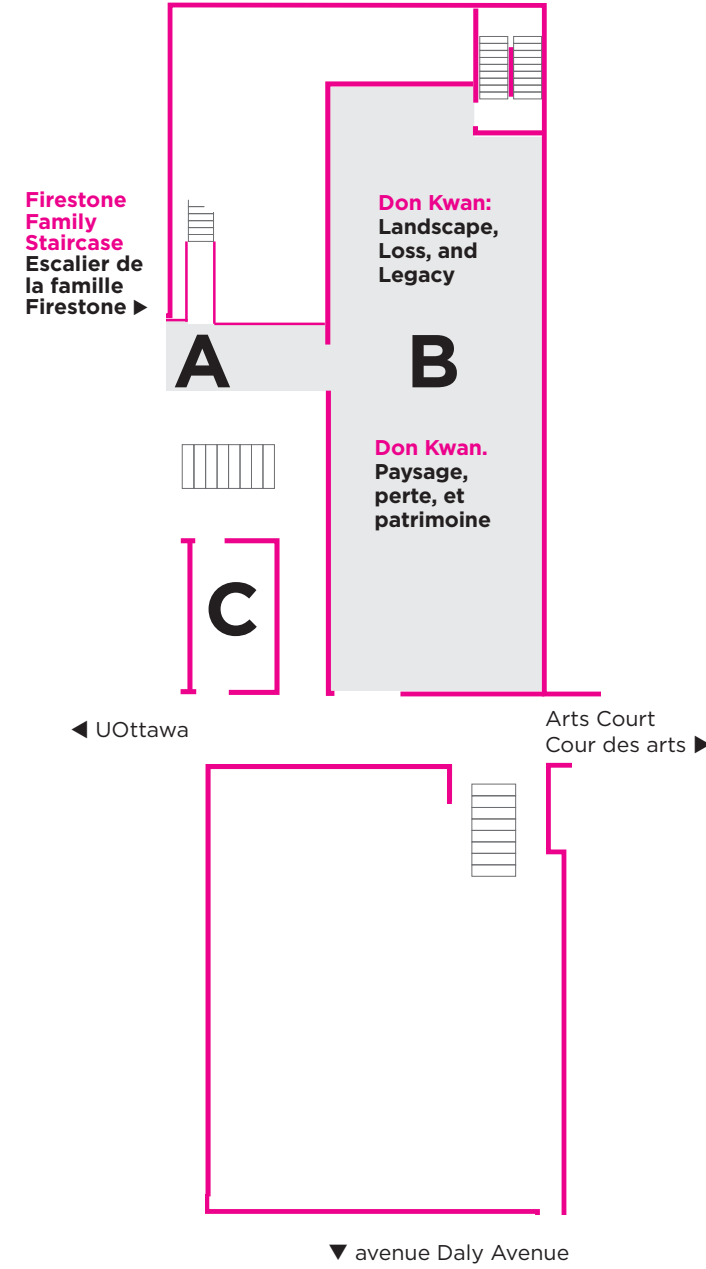 Firestone
Family
Staircase
Escalier de
la famille
Firestone ▶
Don Kwan:
Landscape,
Loss, and
Legacy
A
B
Don Kwan.
Paysage,
perte, et
patrimoine
C
◀ UOttawa
Arts Court
Cour des arts ▶
▼ avenue Daly Avenue